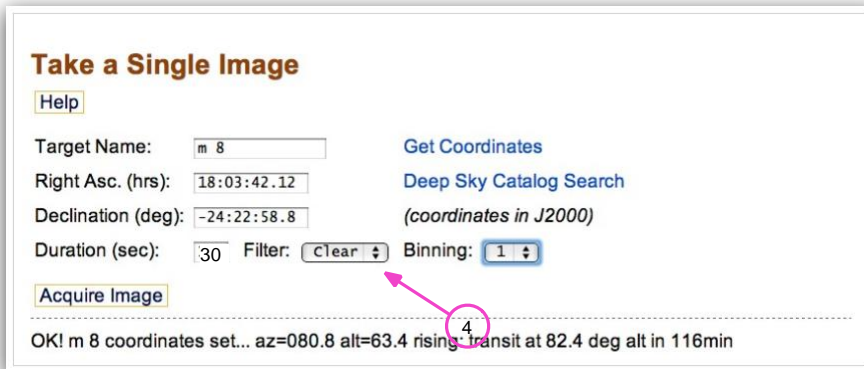 Take a Single Image
Help
Target Name: m 8 Get Coordinates
Right Asc. (hrs): 18:03:42.12 Deep Sky Catalog Search
Declination (deg): -24:22:58.8 (coordinates in J2000)
Duration (sec): 30 Filter: Clear Binning: 1
Acquire Image
4
OK! m 8 coordinates set... az=080.8 alt=63.4 rising; transit at 82.4 deg alt in 116min